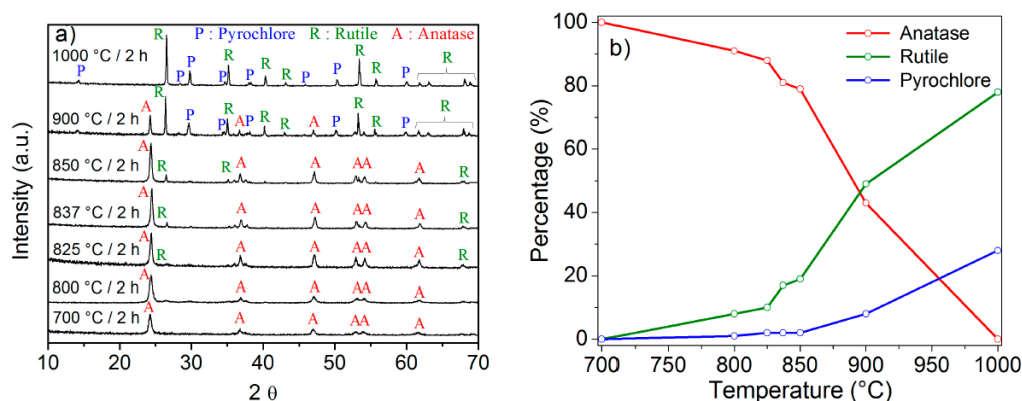 a) P : Pyrochlore R : Rutile A : Anatase
1000 °C / 2 h
P R P P P R P R R P P R R P R
900 °C / 2 h
A R P P R A P R R A P R R P R
850 °C / 2 h
A R R A A A A A R
837 °C / 2 h
A R A A A A A R
825 °C / 2 h
A R A A A A A R
800 °C / 2 h
A A A A A A
700 °C / 2 h
A A A A A A
Intensity (a.u.)
10 20 30 40 50 60 70
2 θ
b)
Anatase
Rutile
Pyrochlore
Percentage (%)
100
80
60
40
20
0
700 750 800 850 900 950 1000
Temperature (°C)